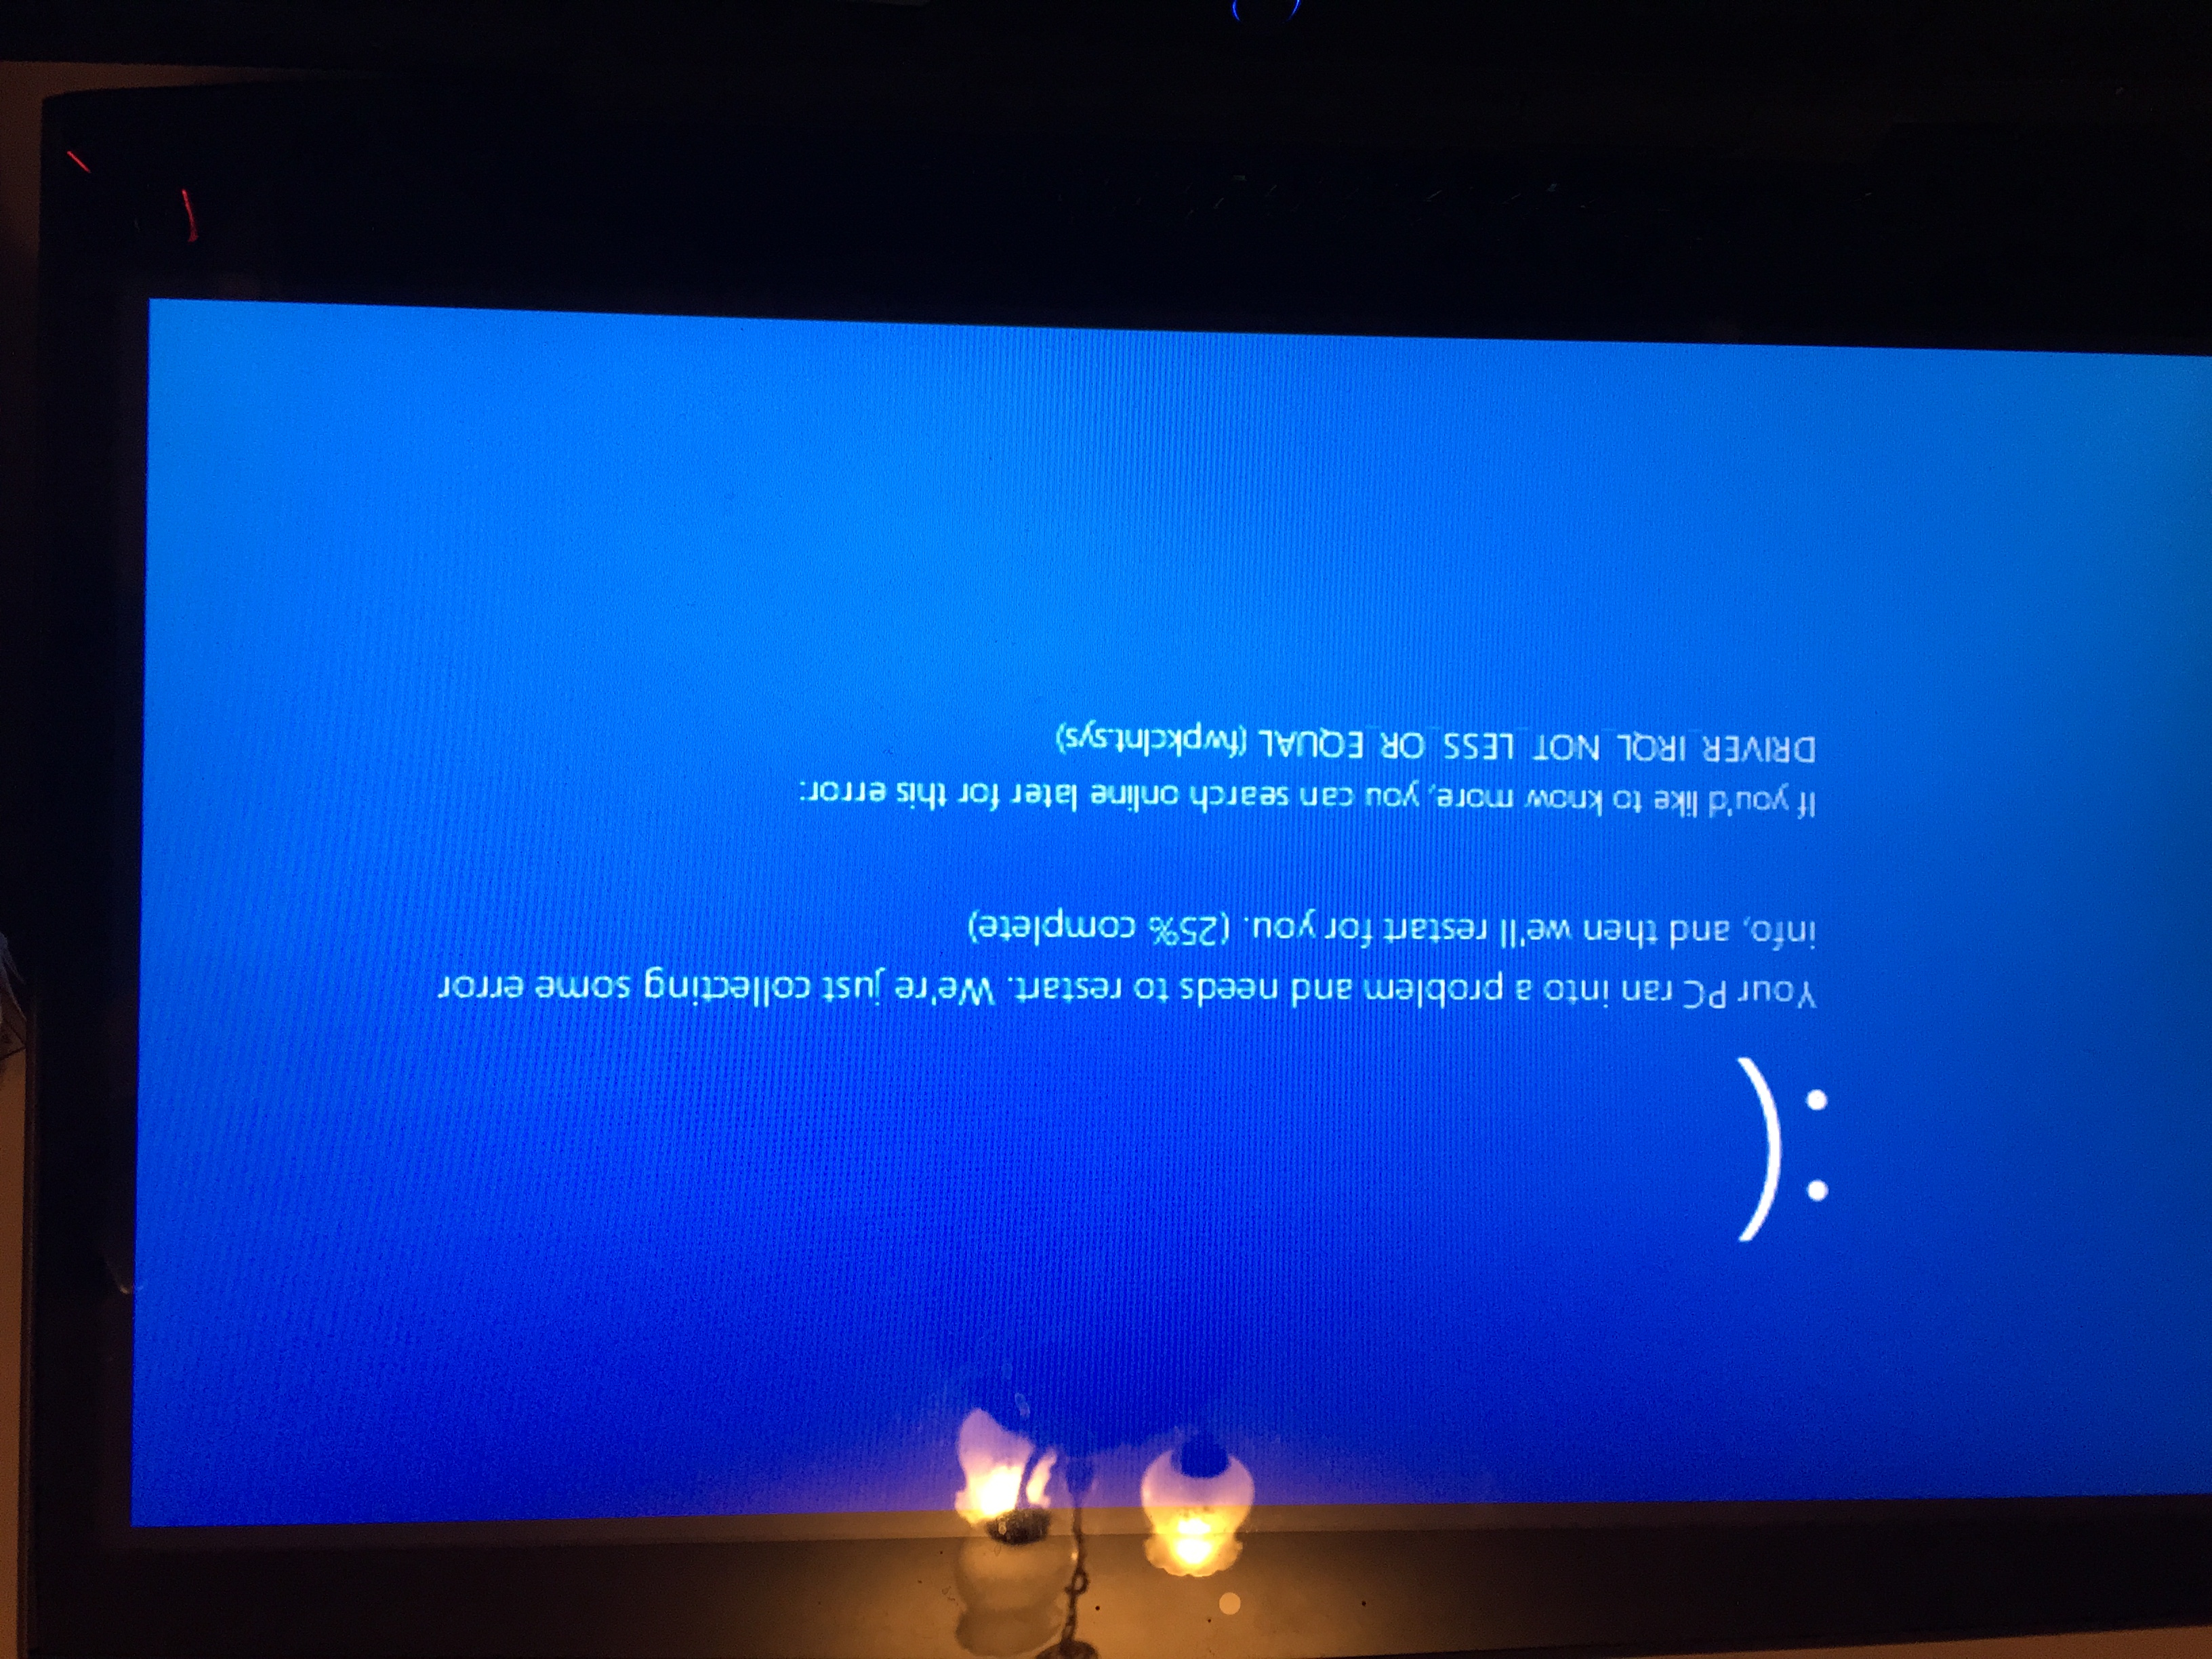 :(
Your PC ran into a problem and needs to restart. We're just collecting some error
info, and then we'll restart for you. (25% complete)
If you'd like to know more, you can search online later for this error:
DRIVER_IRQL_NOT_LESS_OR_EQUAL (fwpkclnt.sys)